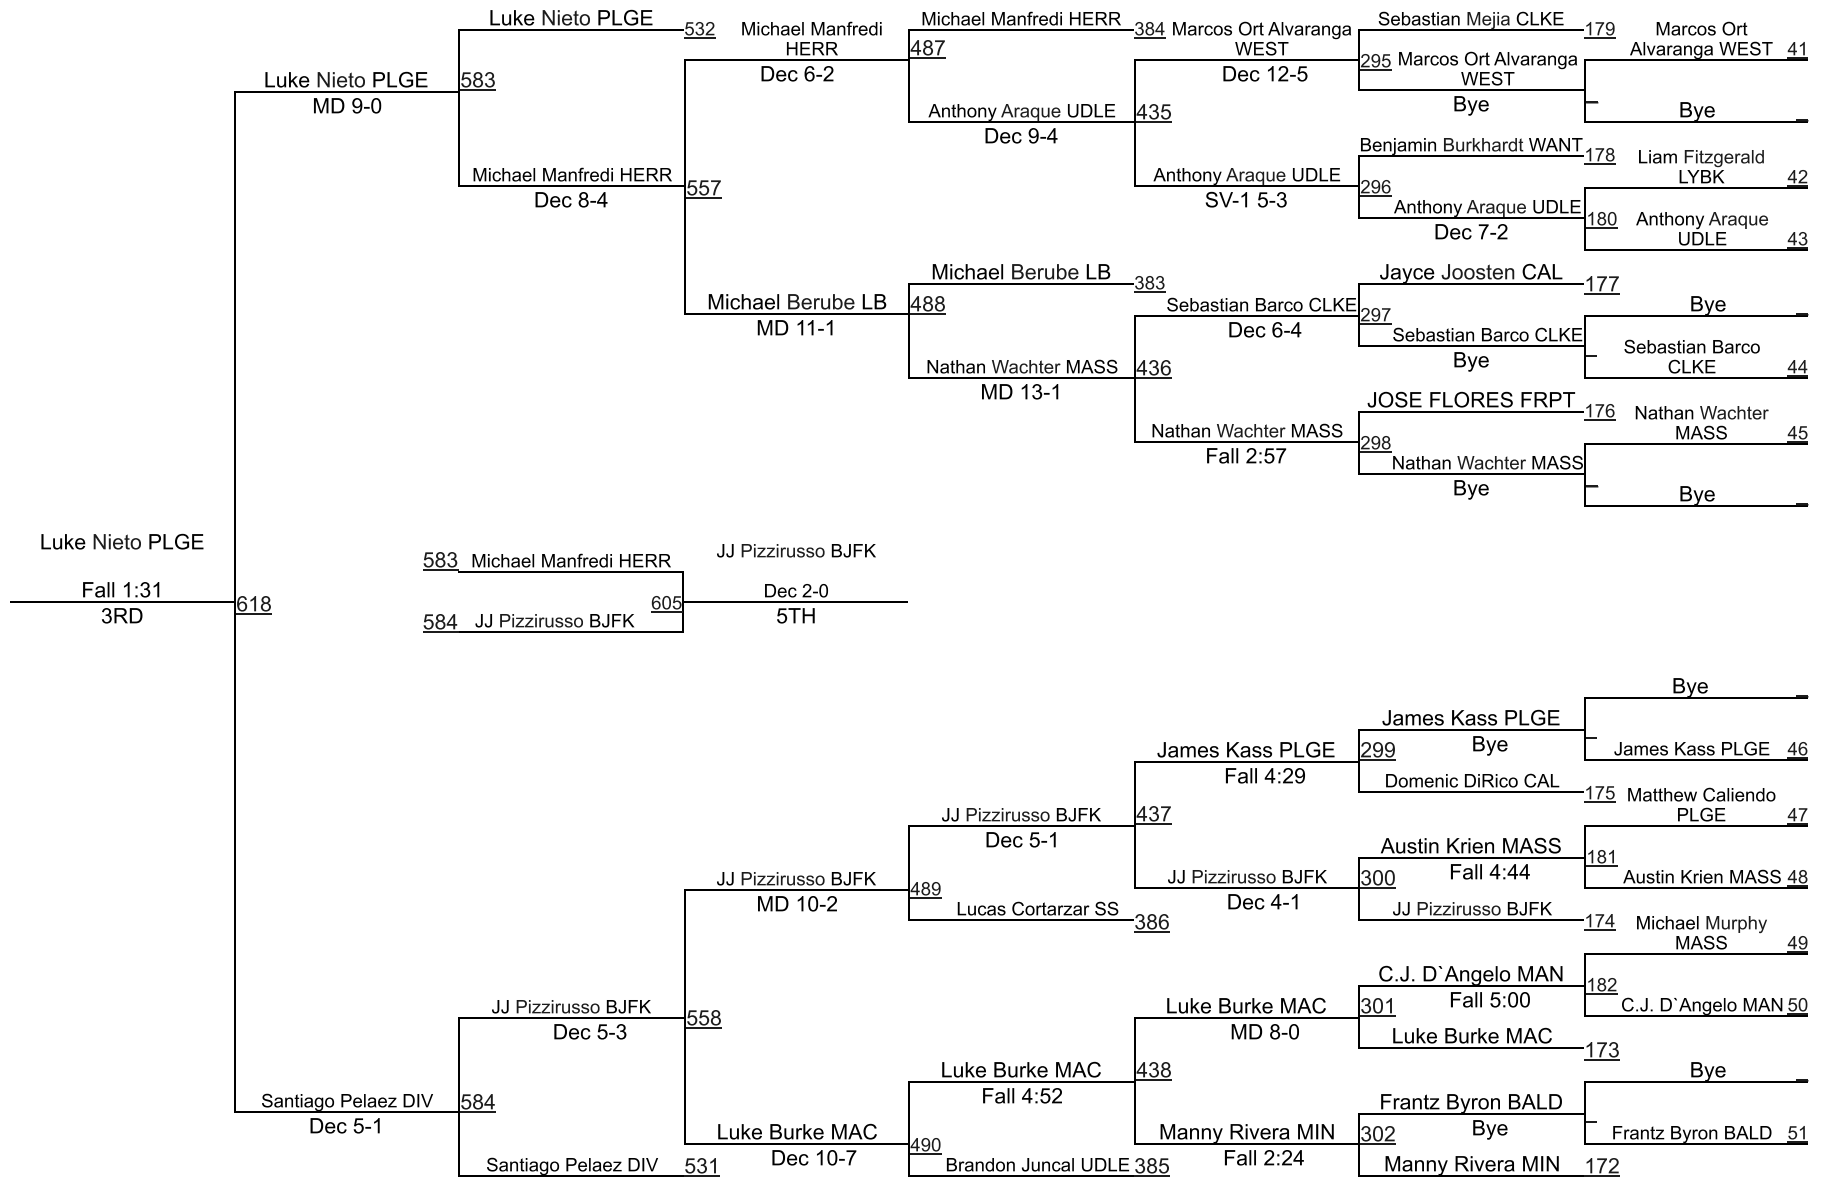 Luke Nieto PLGE
532
Michael Manfredi
HERR
Dec 6-2
Michael Manfredi HERR
384
487
Marcos Ort Alvaranga
WEST
Dec 12-5
Sebastian Mejia CLKE
179
295
Marcos Ort Alvaranga
WEST
Bye
Marcos Ort
Alvaranga WEST
41
Bye
Luke Nieto PLGE
MD 9-0
583
Anthony Araque UDLE
Dec 9-4
435
Benjamin Burkhardt WANT
178
Liam Fitzgerald
LYBK
42
Michael Manfredi HERR
Dec 8-4
557
Anthony Araque UDLE
SV-1 5-3
296
Anthony Araque UDLE
Dec 7-2
180
Anthony Araque
UDLE
43
Michael Berube LB
383
Jayce Joosten CAL
177
Bye
Michael Berube LB
MD 11-1
488
Sebastian Barco CLKE
Dec 6-4
297
Sebastian Barco CLKE
Bye
Sebastian Barco
CLKE
44
Nathan Wachter MASS
MD 13-1
436
JOSE FLORES FRPT
176
Nathan Wachter
MASS
45
Nathan Wachter MASS
Fall 2:57
298
Nathan Wachter MASS
Bye
Bye
Luke Nieto PLGE
Fall 1:31
3RD
618
583
Michael Manfredi HERR
584
JJ Pizzirusso BJFK
605
JJ Pizzirusso BJFK
Dec 2-0
5TH
Bye
James Kass PLGE
Fall 4:29
299
James Kass PLGE
Bye
James Kass PLGE
46
Domenic DiRico CAL
175
Matthew Caliendo
PLGE
47
JJ Pizzirusso BJFK
Dec 5-1
437
Austin Krien MASS
Fall 4:44
181
Austin Krien MASS
48
JJ Pizzirusso BJFK
MD 10-2
489
JJ Pizzirusso BJFK
Dec 4-1
300
Lucas Cortarzar SS
386
JJ Pizzirusso BJFK
174
Michael Murphy
MASS
49
JJ Pizzirusso BJFK
Dec 5-3
558
Luke Burke MAC
MD 8-0
301
C.J. D`Angelo MAN
Fall 5:00
182
C.J. D`Angelo MAN
50
Luke Burke MAC
173
Luke Burke MAC
Fall 4:52
438
Bye
Santiago Pelaez DIV
Dec 5-1
584
Frantz Byron BALD
Bye
Frantz Byron BALD
51
Luke Burke MAC
Dec 10-7
490
Manny Rivera MIN
Fall 2:24
302
Santiago Pelaez DIV
531
Brandon Juncal UDLE
385
Manny Rivera MIN
172